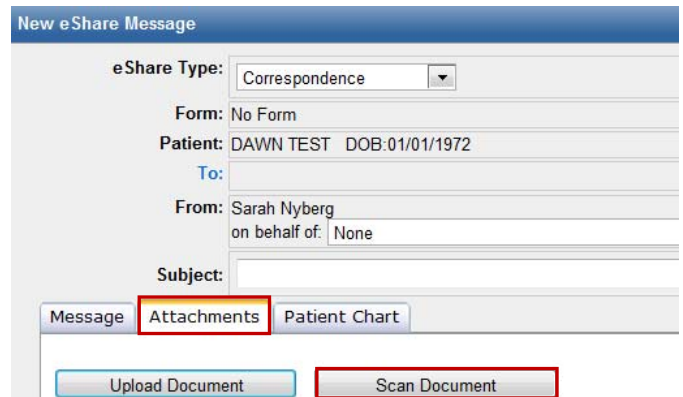 New eShare Message
eShare Type: Correspondence
Form: No Form
Patient: DAWN TEST DOB:01/01/1972
To:
From: Sarah Nyberg
on behalf of: None
Subject:
Message Attachments Patient Chart
Upload Document Scan Document